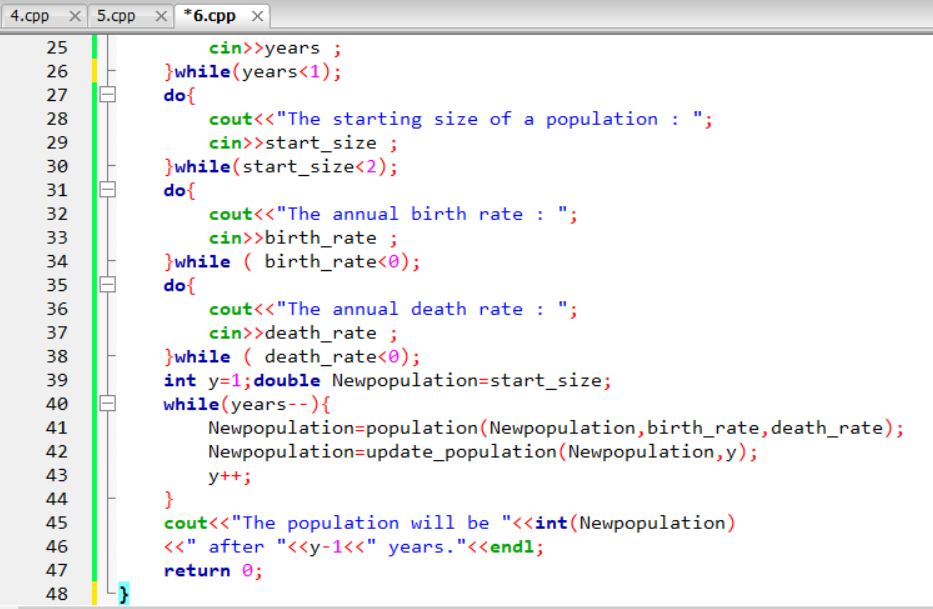 4.cpp × 5.cpp × *6.cpp ×
25 cin>>years ;
26 }while(years<1);
27 do{
28 cout<<"The starting size of a population : ";
29 cin>>start_size ;
30 }while(start_size<2);
31 do{
32 cout<<"The annual birth rate : ";
33 cin>>birth_rate ;
34 }while ( birth_rate<0);
35 do{
36 cout<<"The annual death rate : ";
37 cin>>death_rate ;
38 }while ( death_rate<0);
39 int y=1;double Newpopulation=start_size;
40 while(years--){
41 Newpopulation=population(Newpopulation,birth_rate,death_rate);
42 Newpopulation=update_population(Newpopulation,y);
43 y++;
44 }
45 cout<<"The population will be "<<int(Newpopulation)
46 <<" after "<<y-1<<" years."<<endl;
47 return 0;
48 }